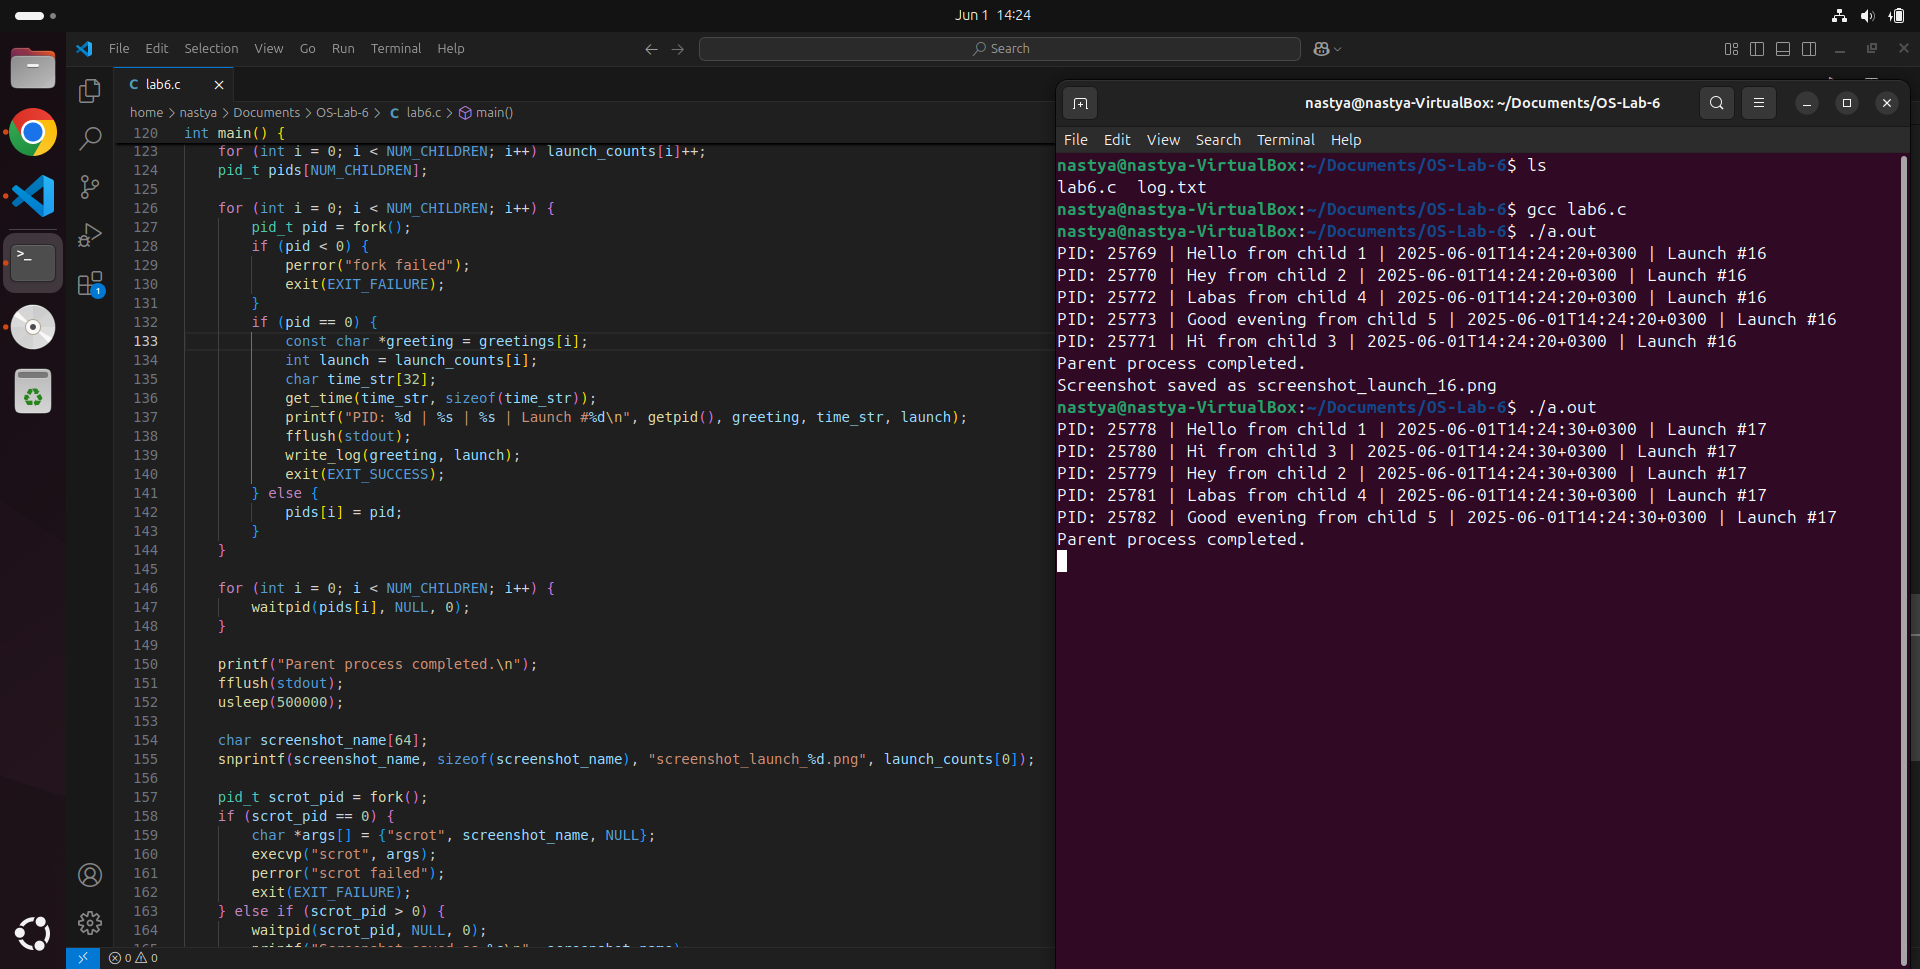 Jun 1 14:24
File Edit Selection View Go Run Terminal Help
Search
lab6.c
home > nastya > Documents > OS-Lab-6 > C lab6.c > main()
120 int main() {
123 for (int i = 0; i < NUM_CHILDREN; i++) launch_counts[i]++;
124 pid_t pids[NUM_CHILDREN];
125
126 for (int i = 0; i < NUM_CHILDREN; i++) {
127 pid_t pid = fork();
128 if (pid < 0) {
129 perror("fork failed");
130 exit(EXIT_FAILURE);
131 }
132 if (pid == 0) {
133 const char *greeting = greetings[i];
134 int launch = launch_counts[i];
135 char time_str[32];
136 get_time(time_str, sizeof(time_str));
137 printf("PID: %d | %s | %s | Launch #%d\n", getpid(), greeting, time_str, launch);
138 fflush(stdout);
139 write_log(greeting, launch);
140 exit(EXIT_SUCCESS);
141 } else {
142 pids[i] = pid;
143 }
144 }
145
146 for (int i = 0; i < NUM_CHILDREN; i++) {
147 waitpid(pids[i], NULL, 0);
148 }
149
150 printf("Parent process completed.\n");
151 fflush(stdout);
152 usleep(500000);
153
154 char screenshot_name[64];
155 snprintf(screenshot_name, sizeof(screenshot_name), "screenshot_launch_%d.png", launch_counts[0]);
156
157 pid_t scrot_pid = fork();
158 if (scrot_pid == 0) {
159 char *args[] = {"scrot", screenshot_name, NULL};
160 execvp("scrot", args);
161 perror("scrot failed");
162 exit(EXIT_FAILURE);
163 } else if (scrot_pid > 0) {
164 waitpid(scrot_pid, NULL, 0);
1
0 0
nastya@nastya-VirtualBox: ~/Documents/OS-Lab-6
File Edit View Search Terminal Help
nastya@nastya-VirtualBox:~/Documents/OS-Lab-6$ ls
lab6.c log.txt
nastya@nastya-VirtualBox:~/Documents/OS-Lab-6$ gcc lab6.c
nastya@nastya-VirtualBox:~/Documents/OS-Lab-6$ ./a.out
PID: 25769 | Hello from child 1 | 2025-06-01T14:24:20+0300 | Launch #16
PID: 25770 | Hey from child 2 | 2025-06-01T14:24:20+0300 | Launch #16
PID: 25772 | Labas from child 4 | 2025-06-01T14:24:20+0300 | Launch #16
PID: 25773 | Good evening from child 5 | 2025-06-01T14:24:20+0300 | Launch #16
PID: 25771 | Hi from child 3 | 2025-06-01T14:24:20+0300 | Launch #16
Parent process completed.
Screenshot saved as screenshot_launch_16.png
nastya@nastya-VirtualBox:~/Documents/OS-Lab-6$ ./a.out
PID: 25778 | Hello from child 1 | 2025-06-01T14:24:30+0300 | Launch #17
PID: 25780 | Hi from child 3 | 2025-06-01T14:24:30+0300 | Launch #17
PID: 25779 | Hey from child 2 | 2025-06-01T14:24:30+0300 | Launch #17
PID: 25781 | Labas from child 4 | 2025-06-01T14:24:30+0300 | Launch #17
PID: 25782 | Good evening from child 5 | 2025-06-01T14:24:30+0300 | Launch #17
Parent process completed.